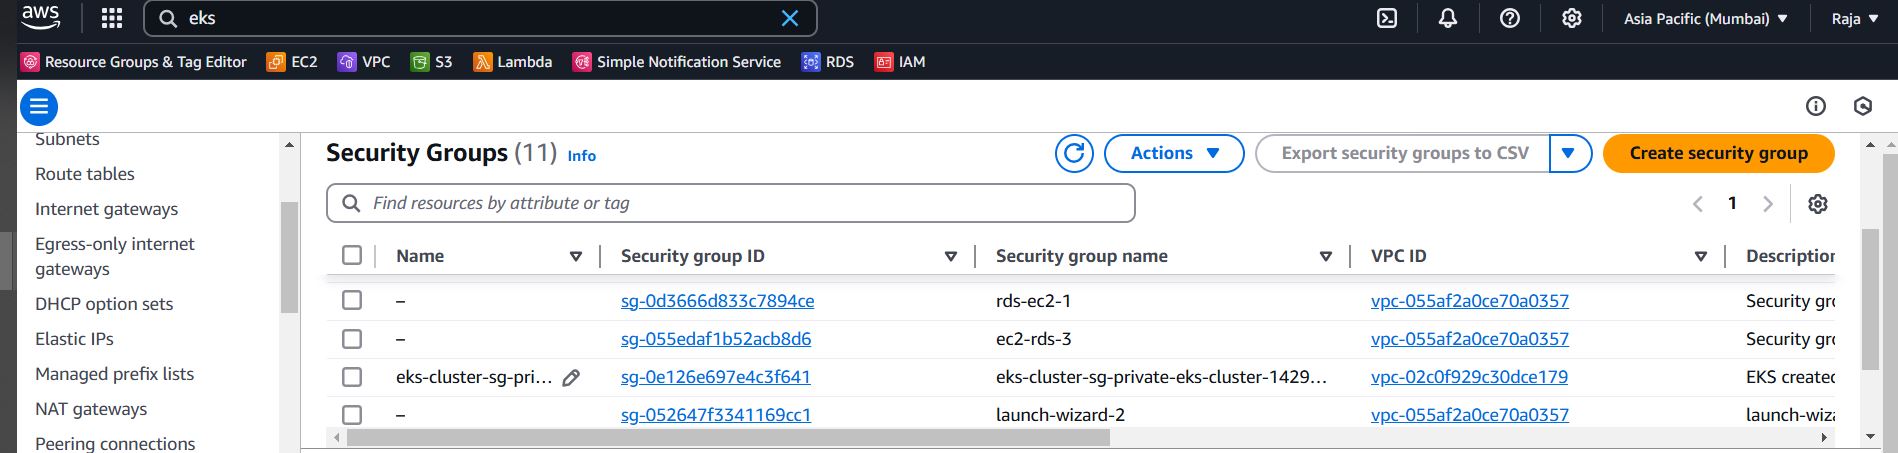 aws eks Asia Pacific (Mumbai) Raja
Resource Groups & Tag Editor EC2 VPC S3 Lambda Simple Notification Service RDS IAM
Subnets
Route tables
Internet gateways
Egress-only internet
gateways
DHCP option sets
Elastic IPs
Managed prefix lists
NAT gateways
Peering connections
Security Groups (11) Info Actions Export security groups to CSV Create security group
Find resources by attribute or tag 1
Name Security group ID Security group name VPC ID Description
– sg-0d3666d833c7894ce rds-ec2-1 vpc-055af2a0ce70a0357 Security gro
– sg-055edaf1b52acb8d6 ec2-rds-3 vpc-055af2a0ce70a0357 Security gro
eks-cluster-sg-pri... sg-0e126e697e4c3f641 eks-cluster-sg-private-eks-cluster-1429... vpc-02c0f929c30dce179 EKS created
– sg-052647f3341169cc1 launch-wizard-2 vpc-055af2a0ce70a0357 launch-wiza